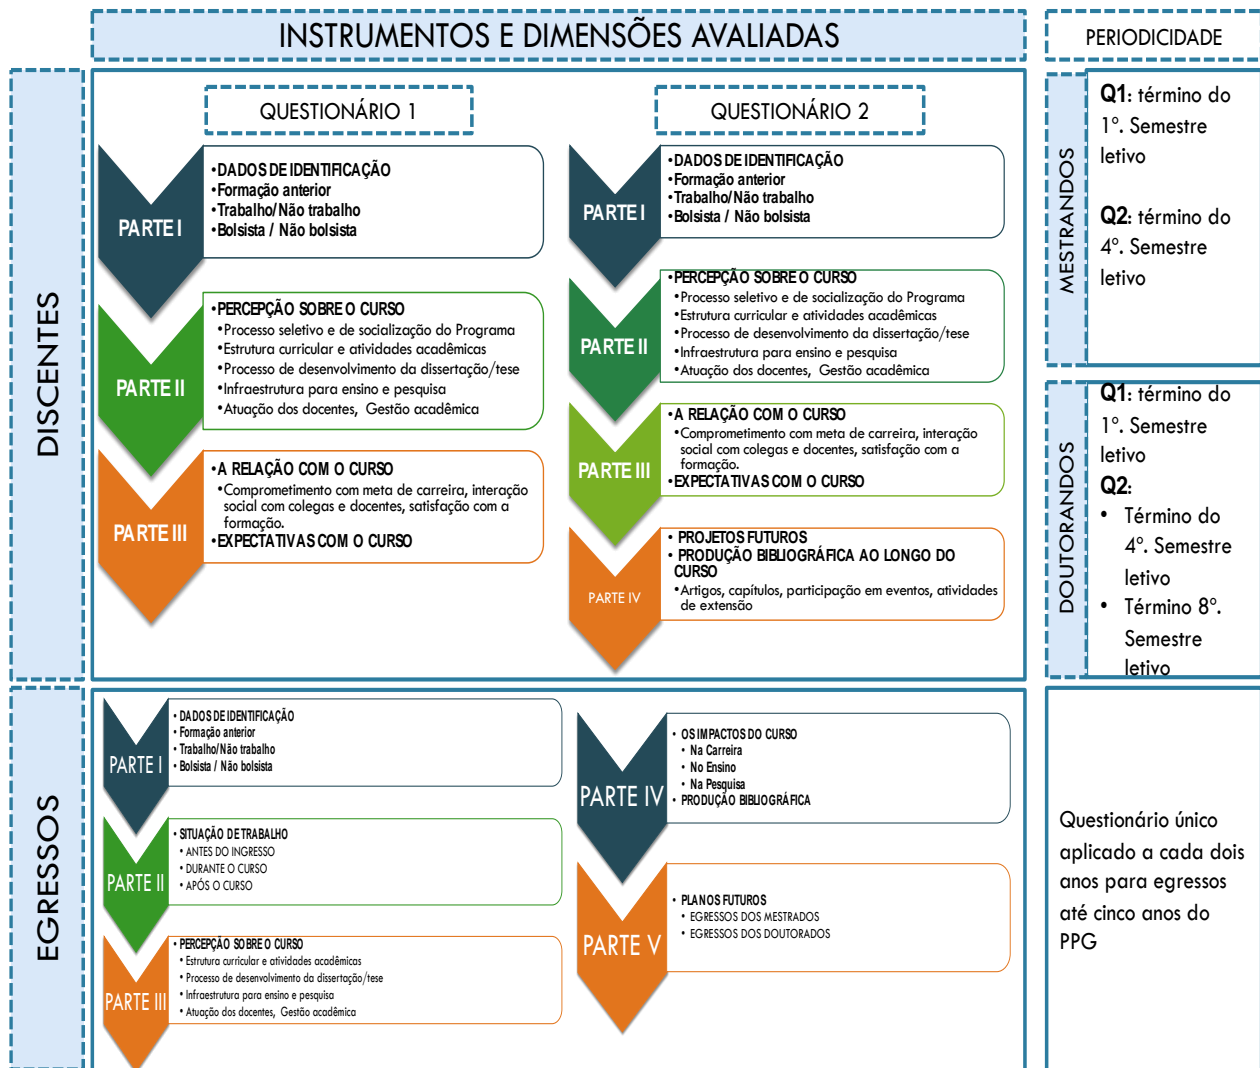 INSTRUMENTOS E DIMENSÕES AVALIADAS
PERIODICIDADE
DISCENTES
QUESTIONÁRIO 1
PARTE I
•DADOS DE IDENTIFICAÇÃO
•Formação anterior
•Trabalho/Não trabalho
•Bolsista / Não bolsista
PARTE II
•PERCEPÇÃO SOBRE O CURSO
•Processo seletivo e de socialização do Programa
•Estrutura curricular e atividades acadêmicas
•Processo de desenvolvimento da dissertação/tese
•Infraestrutura para ensino e pesquisa
•Atuação dos docentes, Gestão acadêmica
PARTE III
•A RELAÇÃO COM O CURSO
•Comprometimento com meta de carreira, interação
social com colegas e docentes, satisfação com a
formação.
•EXPECTATIVAS COM O CURSO
QUESTIONÁRIO 2
PARTE I
•DADOS DE IDENTIFICAÇÃO
•Formação anterior
•Trabalho/Não trabalho
•Bolsista / Não bolsista
PARTE II
•PERCEPÇÃO SOBRE O CURSO
•Processo seletivo e de socialização do Programa
•Estrutura curricular e atividades acadêmicas
•Processo de desenvolvimento da dissertação/tese
•Infraestrutura para ensino e pesquisa
•Atuação dos docentes, Gestão acadêmica
PARTE III
•A RELAÇÃO COM O CURSO
•Comprometimento com meta de carreira, interação
social com colegas e docentes, satisfação com a
formação.
•EXPECTATIVAS COM O CURSO
PARTE IV
• PROJETOS FUTUROS
• PRODUÇÃO BIBLIOGRÁFICA AO LONGO DO
CURSO
•Artigos, capítulos, participação em eventos, atividades
de extensão
MESTRANDOS
Q1: término do
1º. Semestre
letivo
Q2: término do
4º. Semestre
letivo
DOUTORANDOS
Q1: término do
1º. Semestre
letivo
Q2:
• Término do
4º. Semestre
letivo
• Término 8º.
Semestre
letivo
EGRESSOS
PARTE I
• DADOS DE IDENTIFICAÇÃO
• Formação anterior
• Trabalho/Não trabalho
• Bolsista / Não bolsista
PARTE II
• SITUAÇÃO DE TRABALHO
• ANTES DO INGRESSO
• DURANTE O CURSO
• APÓS O CURSO
PARTE III
• PERCEPÇÃO SOBRE O CURSO
• Estrutura curricular e atividades acadêmicas
• Processo de desenvolvimento da dissertação/tese
• Infraestrutura para ensino e pesquisa
• Atuação dos docentes, Gestão acadêmica
PARTE IV
• OS IMPACTOS DO CURSO
• Na Carreira
• No Ensino
• Na Pesquisa
• PRODUÇÃO BIBLIOGRÁFICA
PARTE V
• PLANOS FUTUROS
• EGRESSOS DOS MESTRADOS
• EGRESSOS DOS DOUTORADOS
Questionário único
aplicado a cada dois
anos para egressos
até cinco anos do
PPG